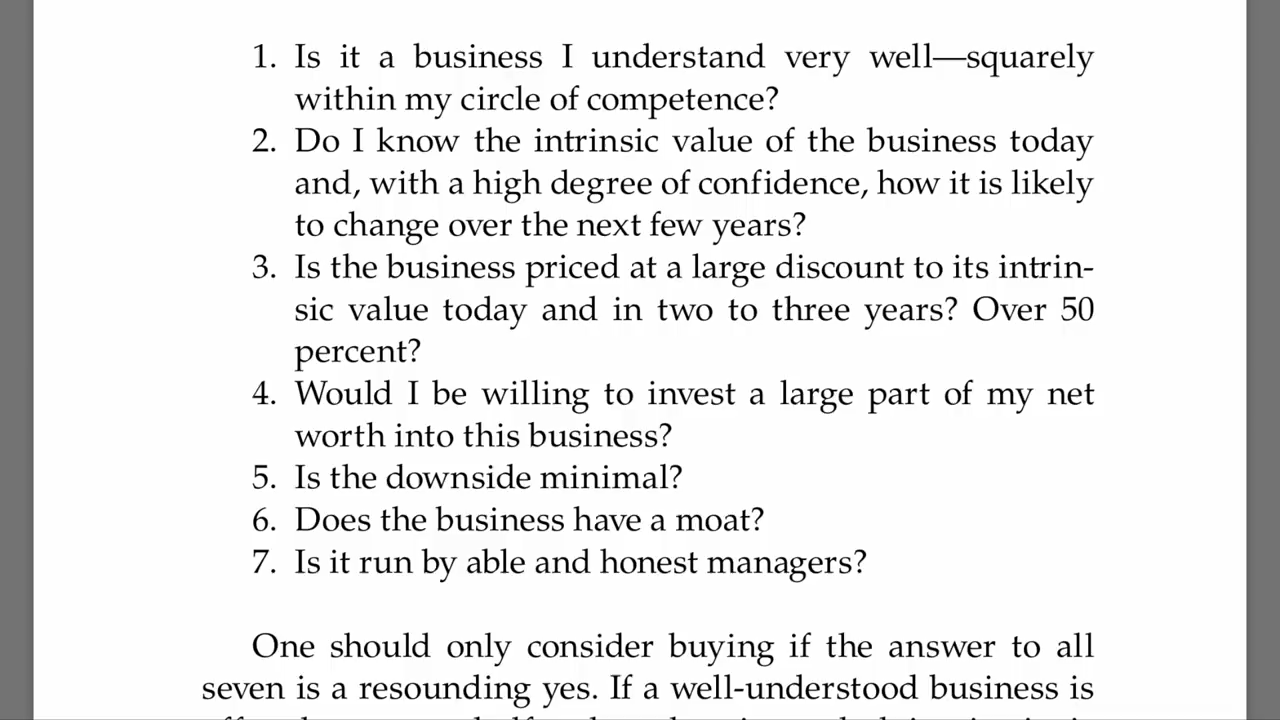 1. Is it a business I understand very well—squarely
within my circle of competence?
2. Do I know the intrinsic value of the business today
and, with a high degree of confidence, how it is likely
to change over the next few years?
3. Is the business priced at a large discount to its intrin-
sic value today and in two to three years? Over 50
percent?
4. Would I be willing to invest a large part of my net
worth into this business?
5. Is the downside minimal?
6. Does the business have a moat?
7. Is it run by able and honest managers?
One should only consider buying if the answer to all
seven is a resounding yes. If a well-understood business is